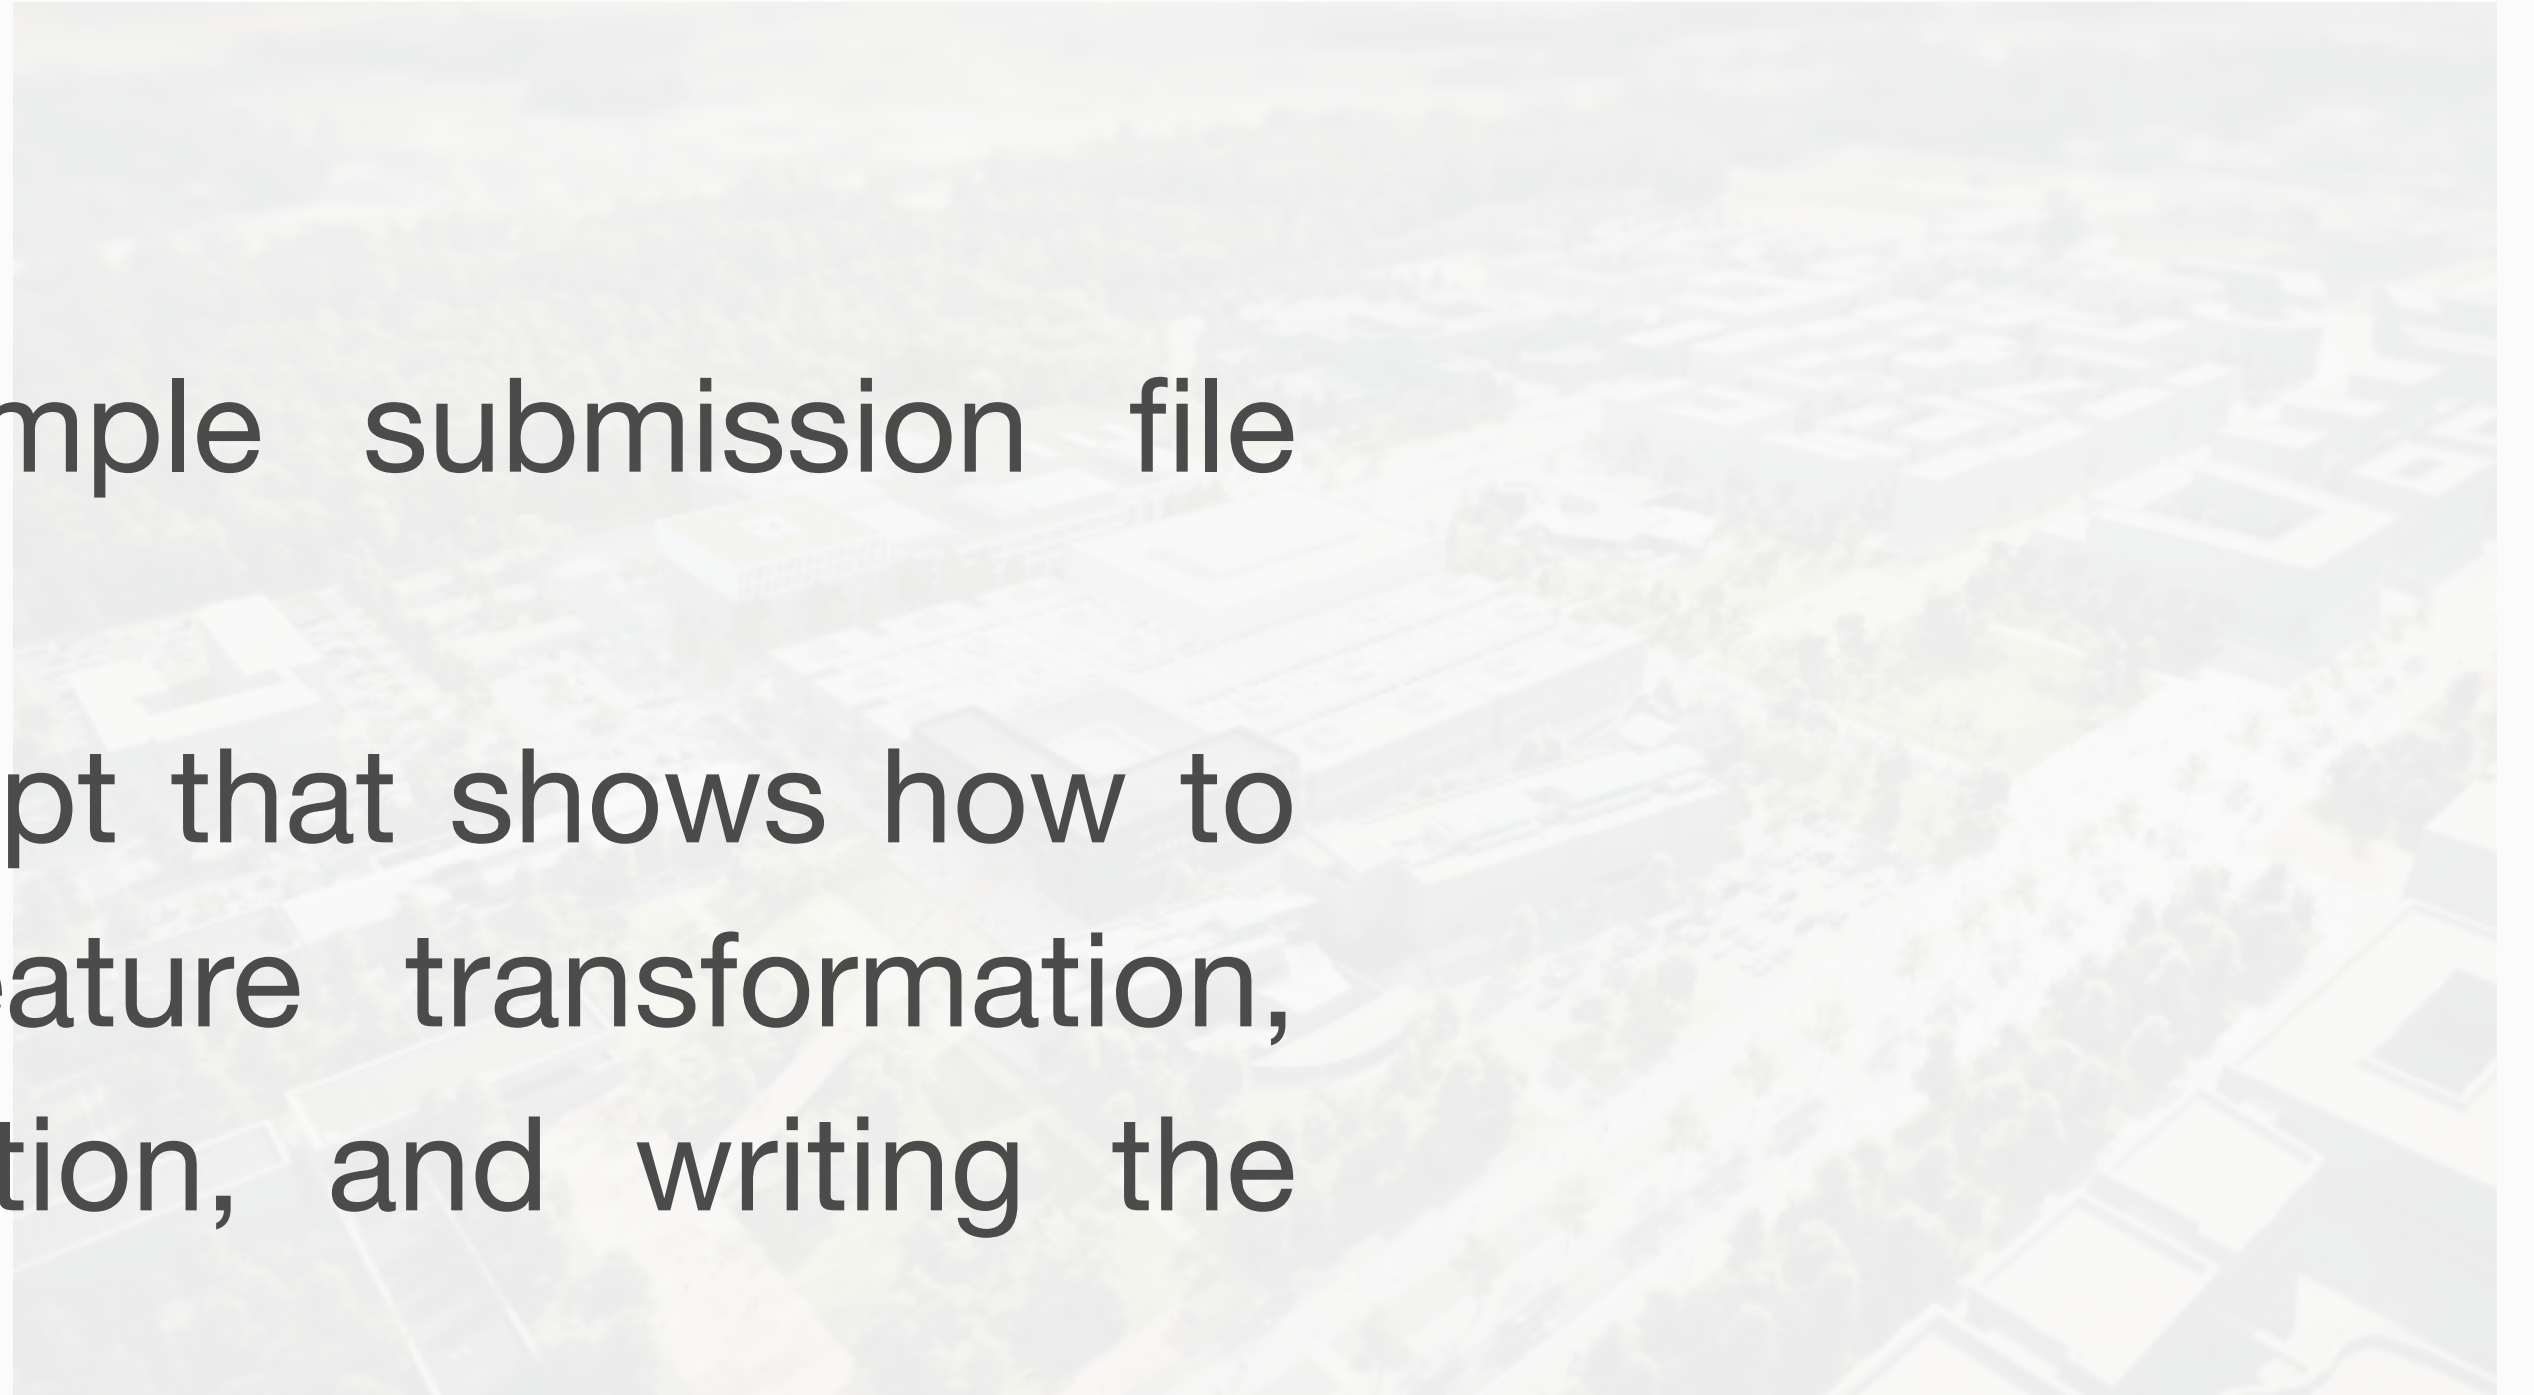 mple submission file
pt that shows how to
eature transformation,
tion, and writing the